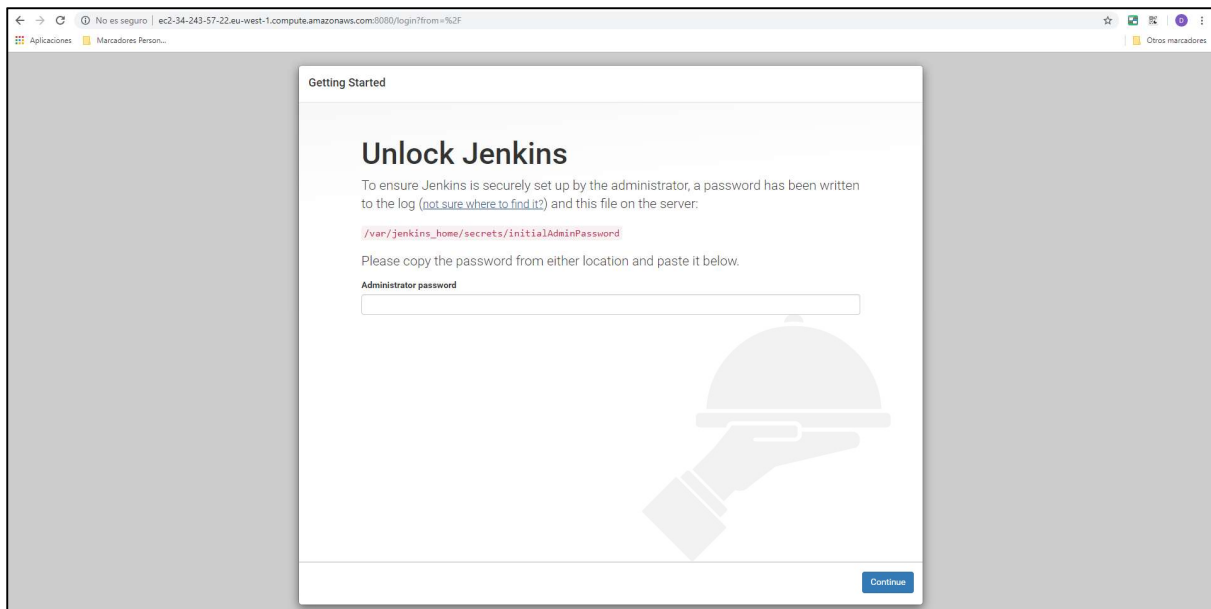 No es seguro | ec2-34-243-57-22.eu-west-1.compute.amazonaws.com:8080/login?from=%2F
D
Aplicaciones Marcadores Person... Otros marcadores
Getting Started
Unlock Jenkins
To ensure Jenkins is securely set up by the administrator, a password has been written
to the log (not sure where to find it?) and this file on the server:
/var/jenkins_home/secrets/initialAdminPassword
Please copy the password from either location and paste it below.
Administrator password
Continue